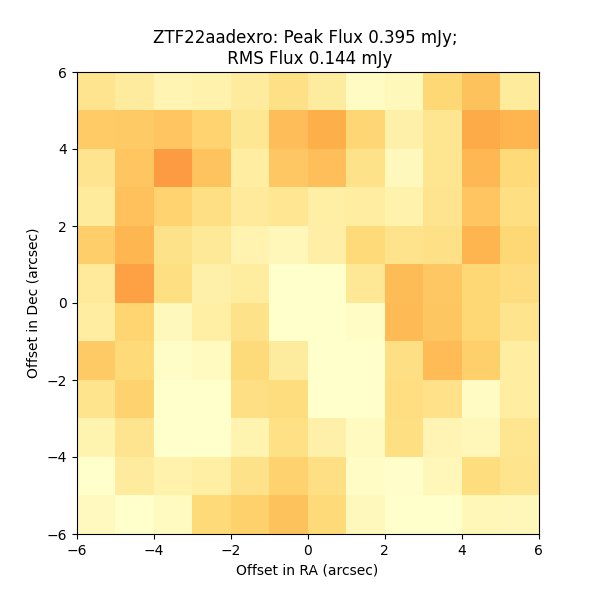 ZTF22aadexro: Peak Flux 0.395 mJy;
RMS Flux 0.144 mJy
6
4
2
0
−2
−4
−6
Offset in Dec (arcsec)
−6 −4 −2 0 2 4 6
Offset in RA (arcsec)